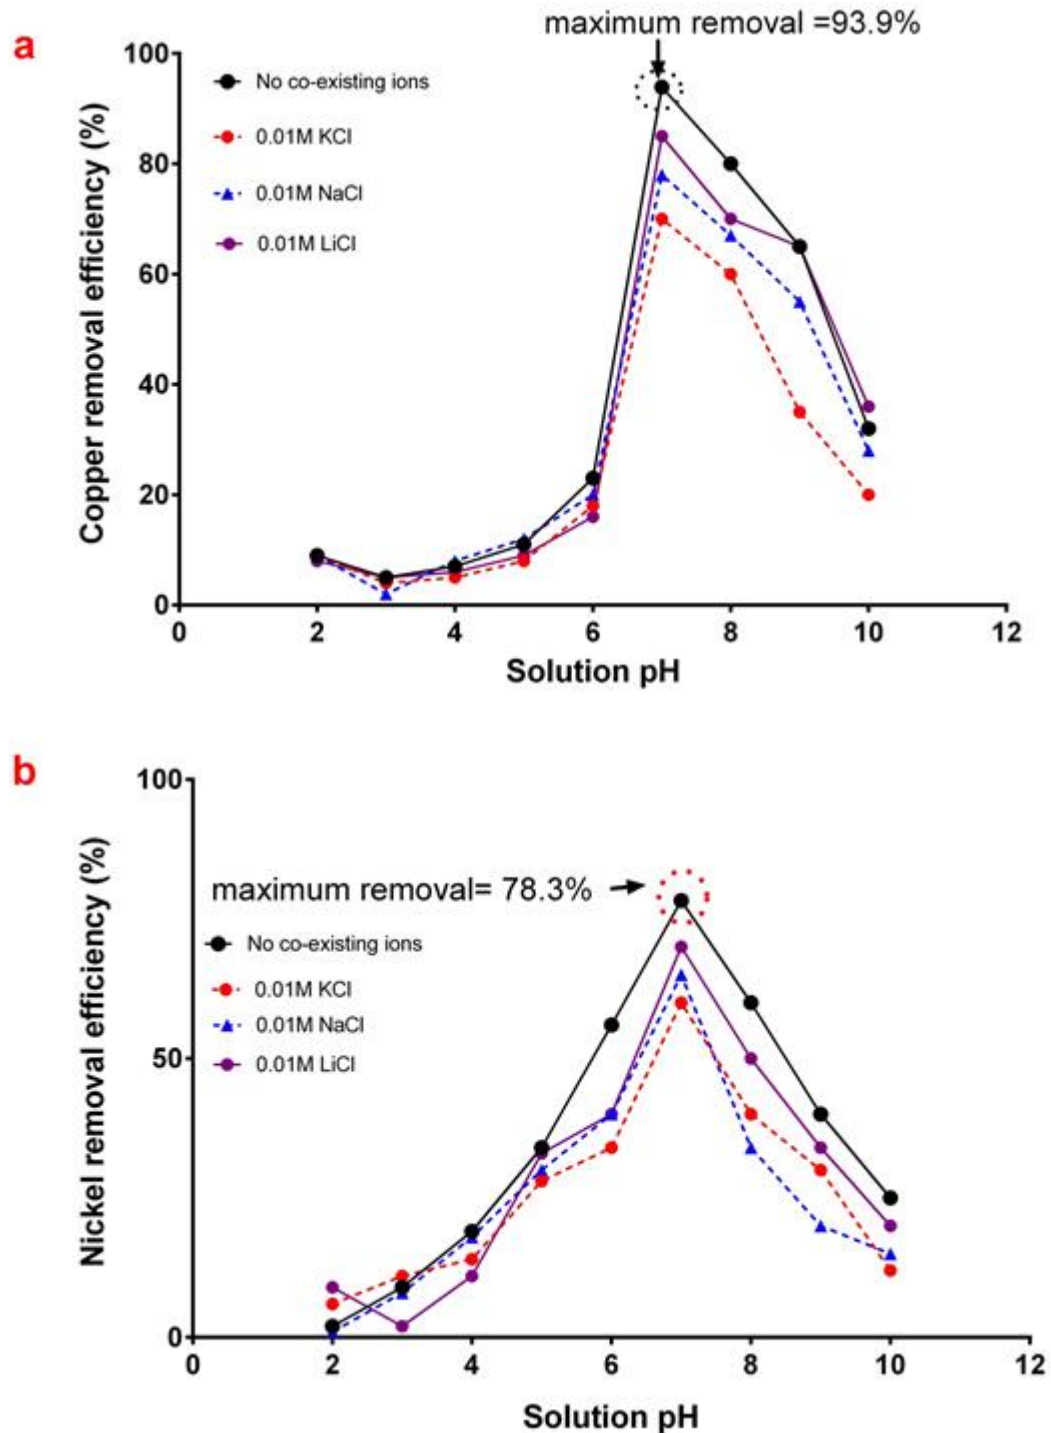 a
maximum removal =93.9%
100
80
60
40
20
0
Copper removal efficiency (%)
No co-existing ions
0.01M KCl
0.01M NaCl
0.01M LiCl
0 2 4 6 8 10 12
Solution pH
b
100
50
0
Nickel removal efficiency (%)
maximum removal= 78.3%
No co-existing ions
0.01M KCl
0.01M NaCl
0.01M LiCl
0 2 4 6 8 10 12
Solution pH